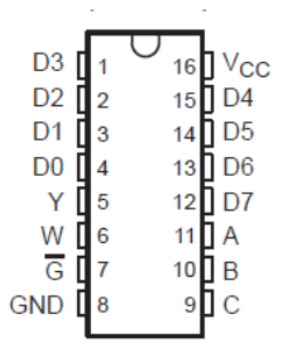 D3 1 16 VCC
D2 2 15 D4
D1 3 14 D5
D0 4 13 D6
Y 5 12 D7
W 6 11 A
G̅ 7 10 B
GND 8 9 C